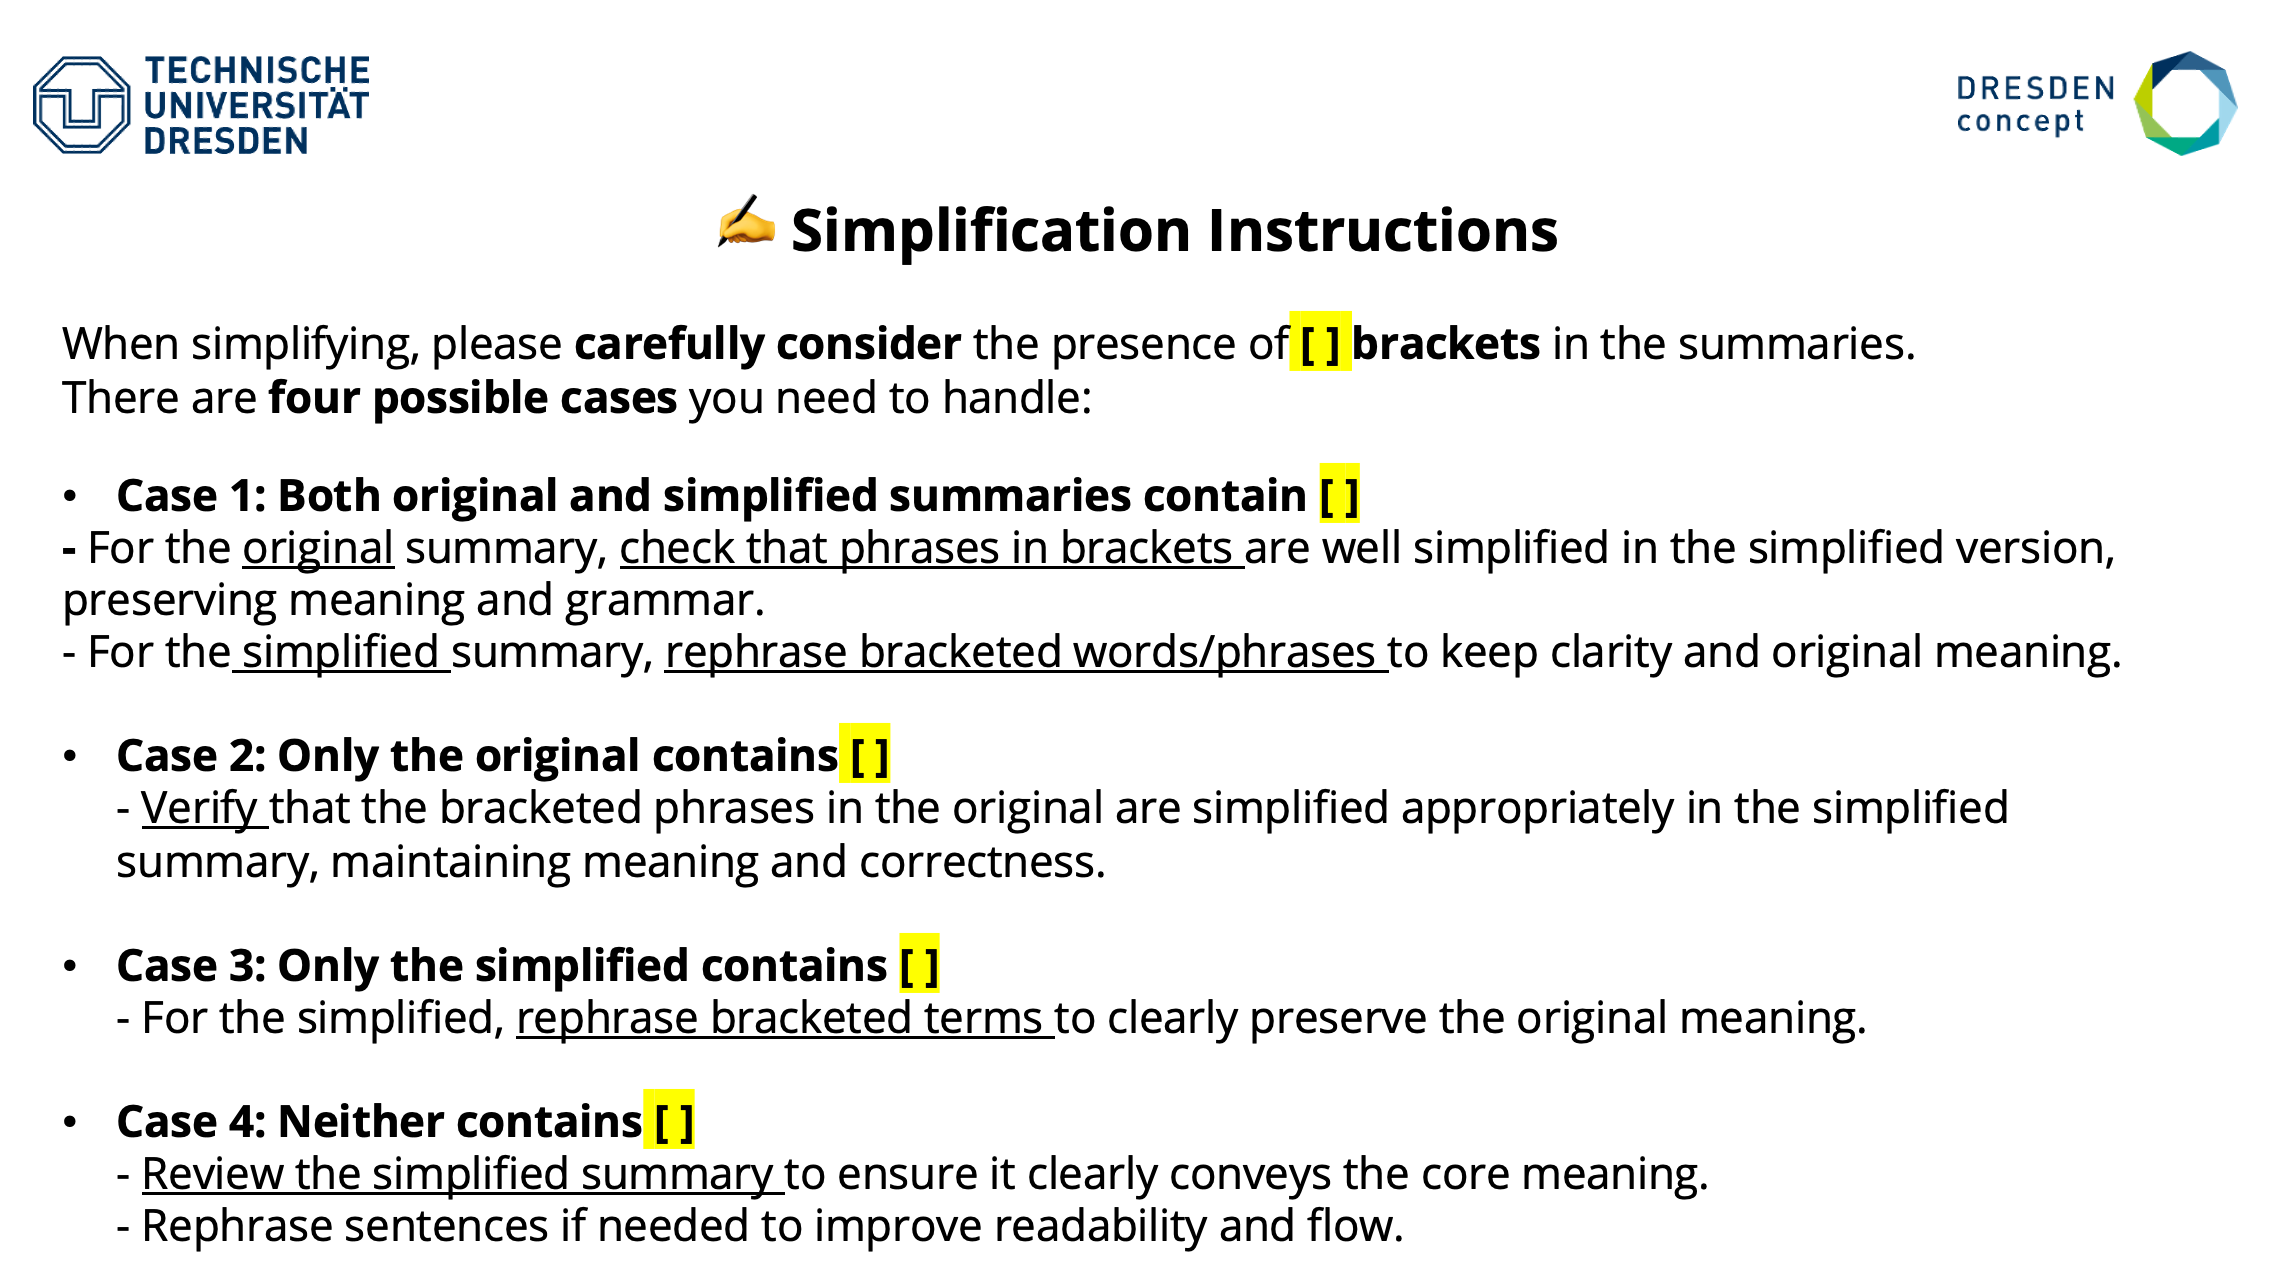 TECHNISCHE
UNIVERSITÄT
DRESDEN
DRESDEN
concept
✍️ Simplification Instructions
When simplifying, please carefully consider the presence of [ ] brackets in the summaries.
There are four possible cases you need to handle:
• Case 1: Both original and simplified summaries contain [ ]
- For the original summary, check that phrases in brackets are well simplified in the simplified version,
preserving meaning and grammar.
- For the simplified summary, rephrase bracketed words/phrases to keep clarity and original meaning.
• Case 2: Only the original contains [ ]
- Verify that the bracketed phrases in the original are simplified appropriately in the simplified
summary, maintaining meaning and correctness.
• Case 3: Only the simplified contains [ ]
- For the simplified, rephrase bracketed terms to clearly preserve the original meaning.
• Case 4: Neither contains [ ]
- Review the simplified summary to ensure it clearly conveys the core meaning.
- Rephrase sentences if needed to improve readability and flow.